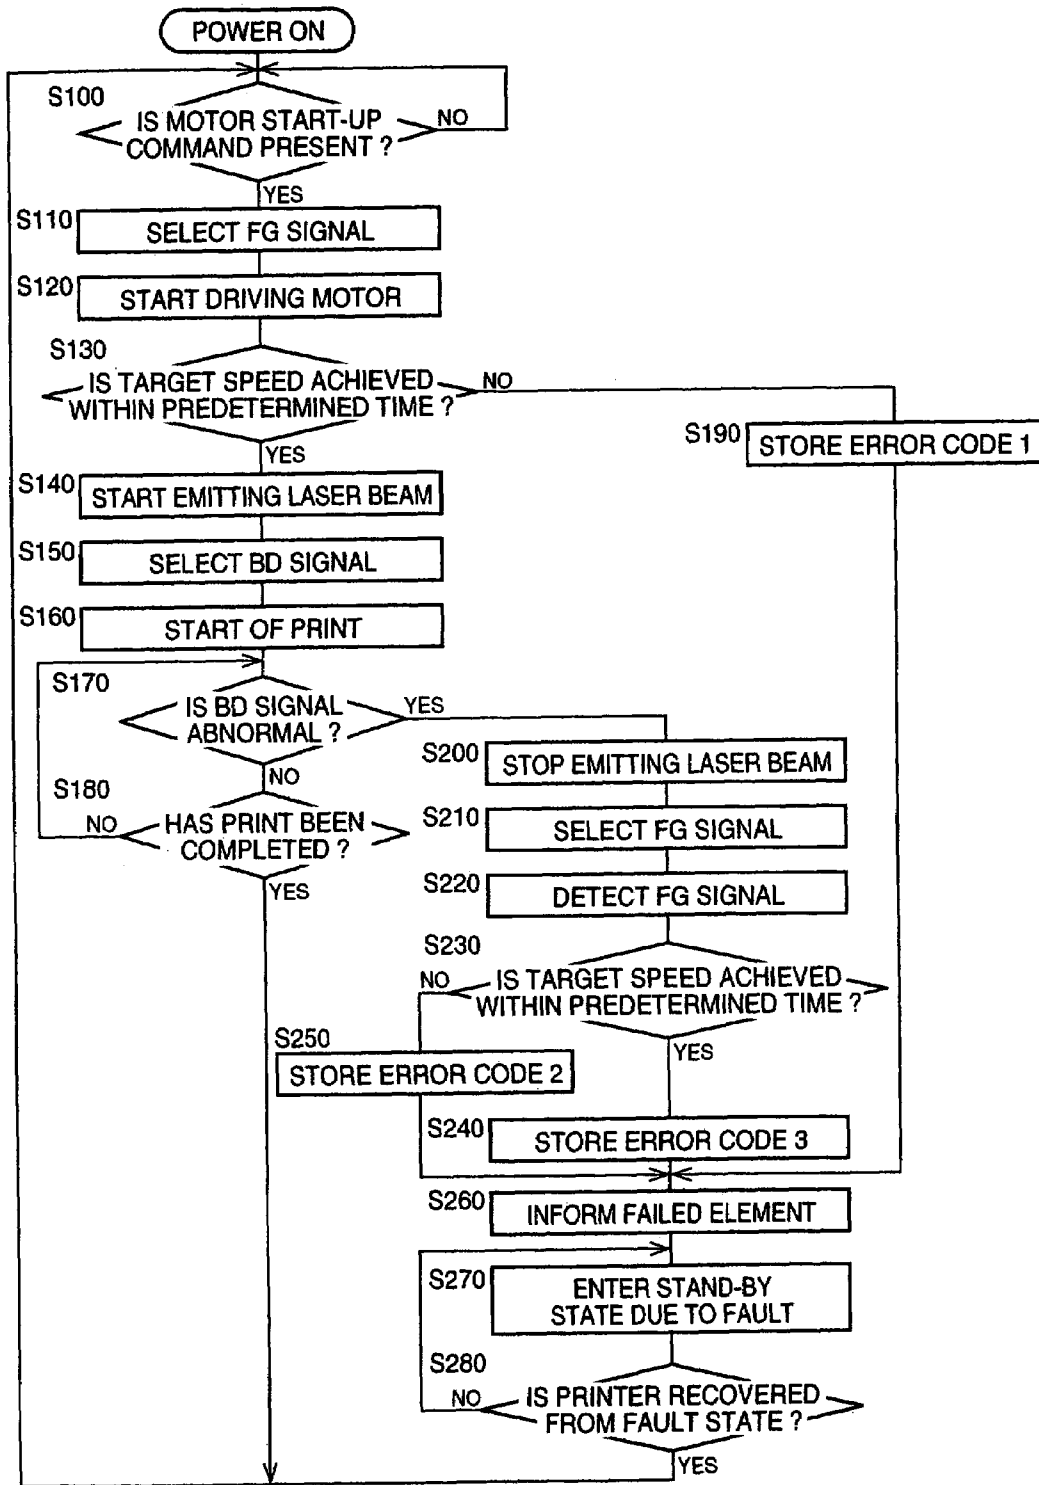 POWER ON
S100
IS MOTOR START-UP
COMMAND PRESENT ?
NO
YES
S110
SELECT FG SIGNAL
S120
START DRIVING MOTOR
S130
IS TARGET SPEED ACHIEVED
WITHIN PREDETERMINED TIME ?
NO
YES
S190
STORE ERROR CODE 1
S140
START EMITTING LASER BEAM
S150
SELECT BD SIGNAL
S160
START OF PRINT
S170
IS BD SIGNAL
ABNORMAL ?
YES
NO
S180
NO
HAS PRINT BEEN
COMPLETED ?
YES
S200
STOP EMITTING LASER BEAM
S210
SELECT FG SIGNAL
S220
DETECT FG SIGNAL
S230
NO
IS TARGET SPEED ACHIEVED
WITHIN PREDETERMINED TIME ?
YES
S250
STORE ERROR CODE 2
S240
STORE ERROR CODE 3
S260
INFORM FAILED ELEMENT
S270
ENTER STAND-BY
STATE DUE TO FAULT
S280
NO
IS PRINTER RECOVERED
FROM FAULT STATE ?
YES